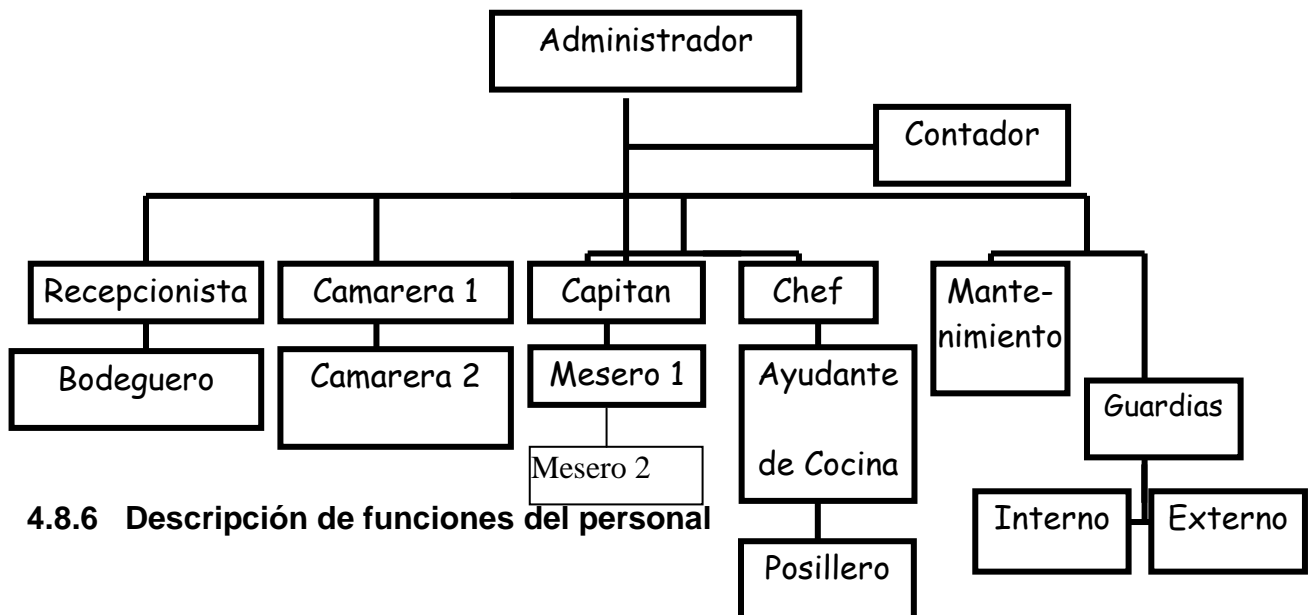 Administrador
Contador
Recepcionista
Camarera 1
Capitan
Chef
Mante-
nimiento
Bodeguero
Camarera 2
Mesero 1
Ayudante
de Cocina
Guardias
Mesero 2
Interno
Externo
4.8.6 Descripción de funciones del personal
Posillero